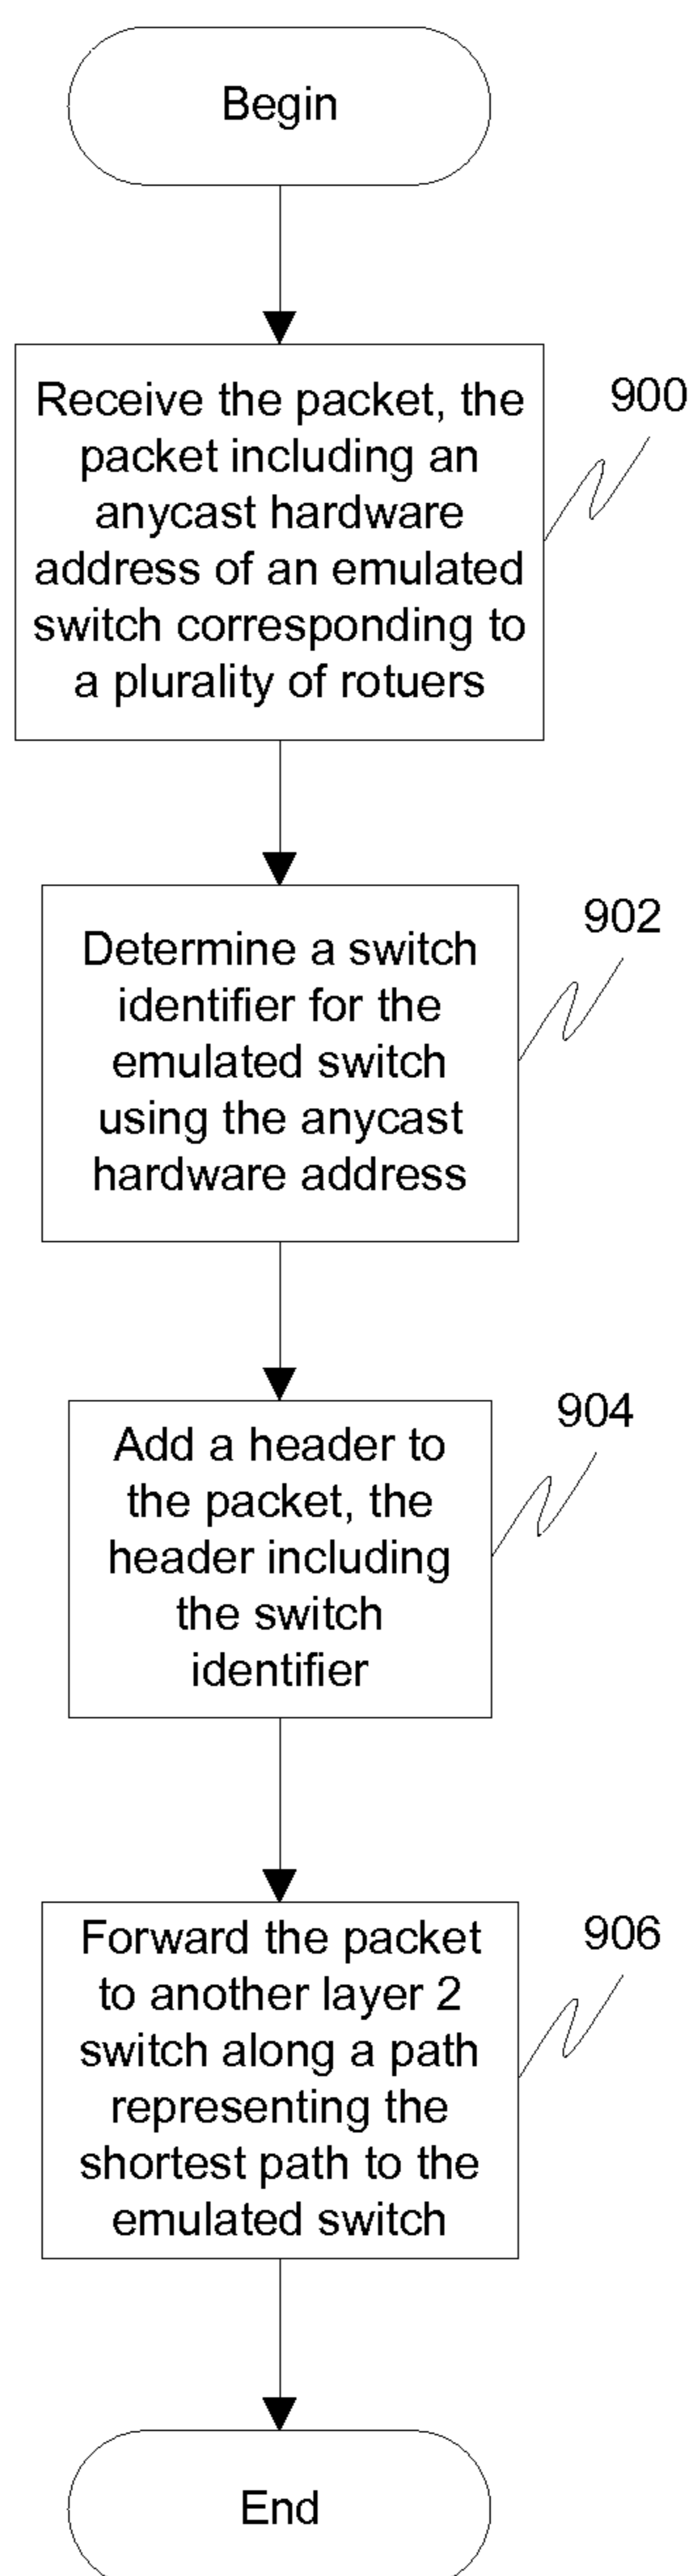 Begin
Receive the packet, the
packet including an
anycast hardware
address of an emulated
switch corresponding to
a plurality of rotuers
900
Determine a switch
identifier for the
emulated switch
using the anycast
hardware address
902
Add a header to
the packet, the
header including
the switch
identifier
904
Forward the packet
to another layer 2
switch along a path
representing the
shortest path to the
emulated switch
906
End